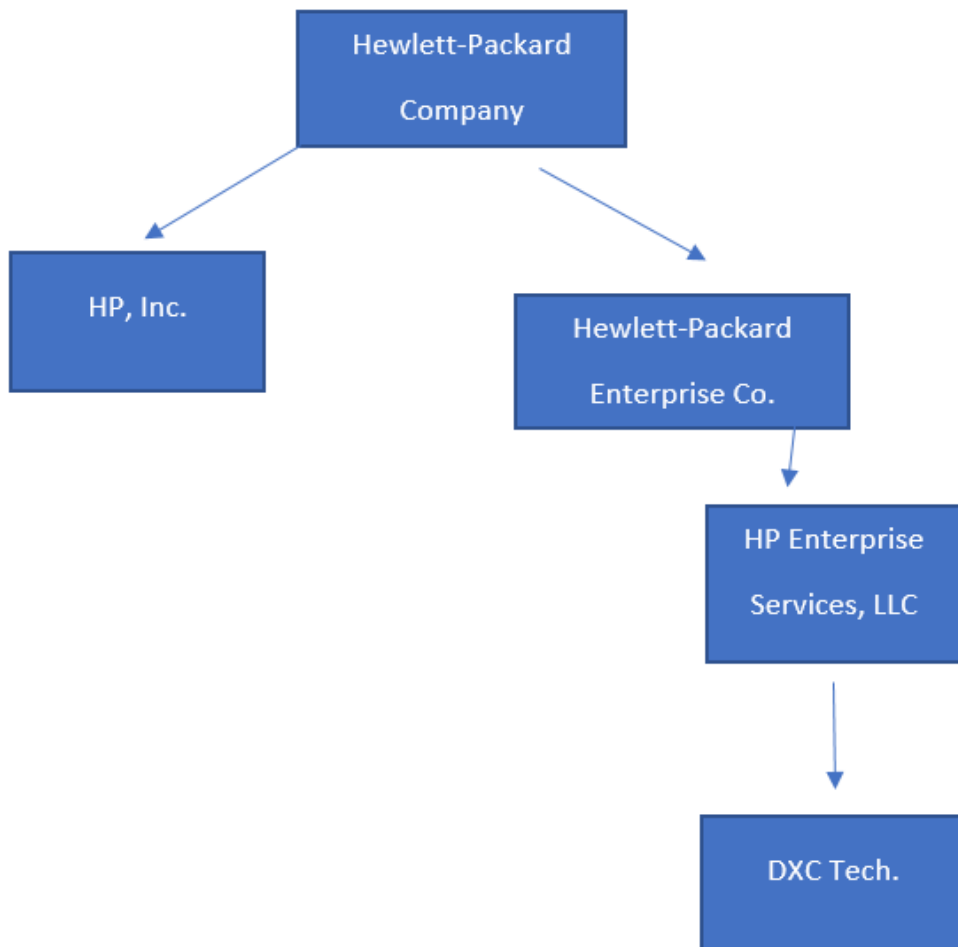 Hewlett-Packard
Company
HP, Inc.
Hewlett-Packard
Enterprise Co.
HP Enterprise
Services, LLC
DXC Tech.